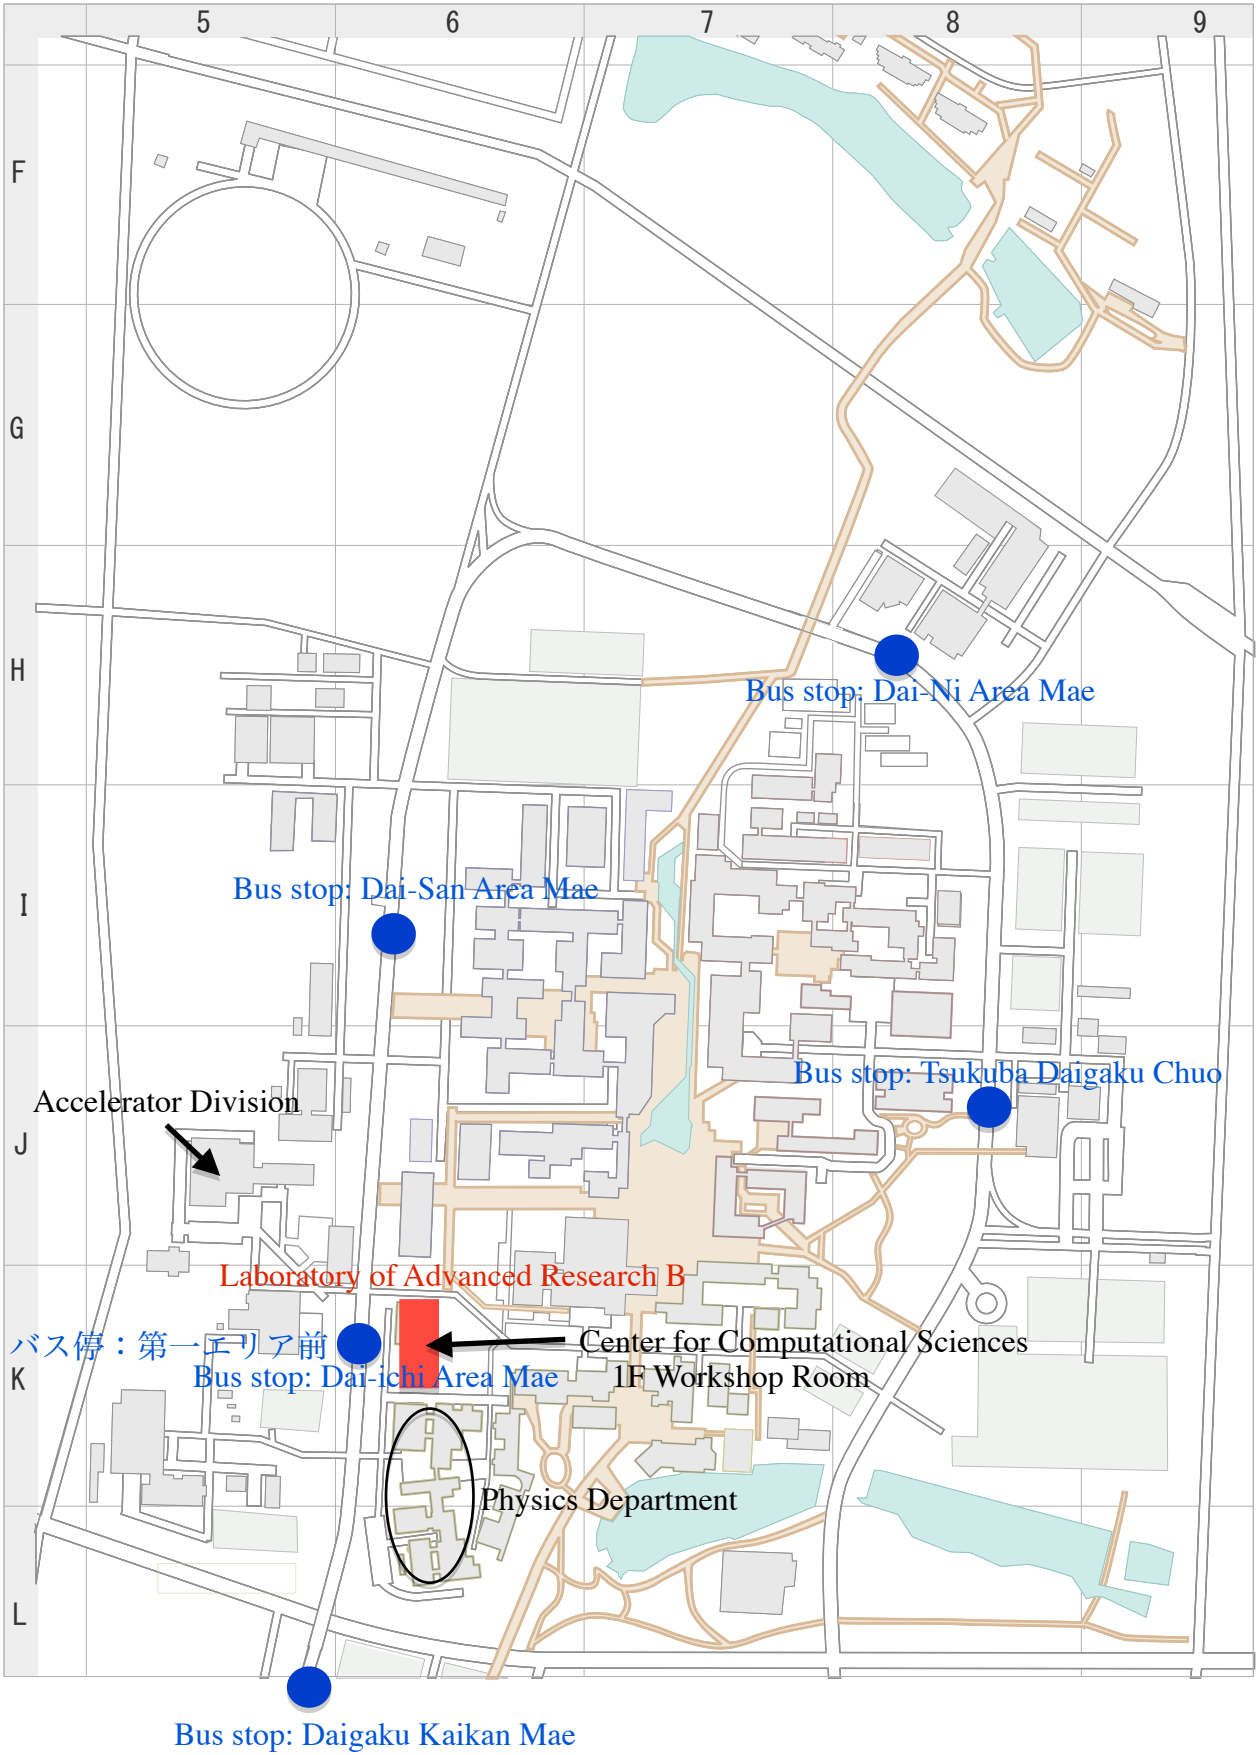 5 6 7 8 9
F
G
H
Bus stop: Dai-Ni Area Mae
Bus stop: Dai-San Area Mae
I
Bus stop: Tsukuba Daigaku Chuo
Accelerator Division
J
Laboratory of Advanced Research B
バス停：第一エリア前
Center for Computational Sciences
K
Bus stop: Dai-ichi Area Mae
1F Workshop Room
Physics Department
L
Bus stop: Daigaku Kaikan Mae